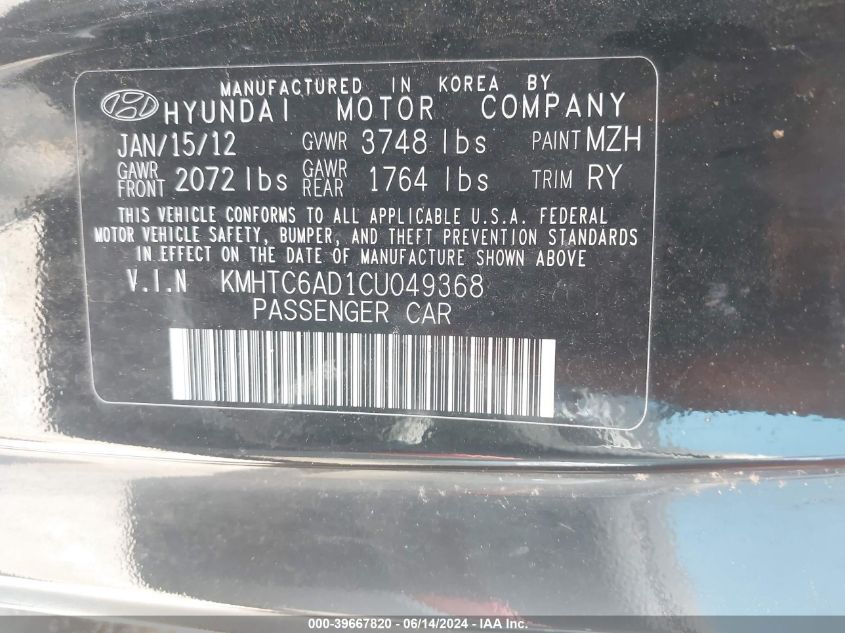 MANUFACTURED IN KOREA BY
HYUNDAI MOTOR COMPANY
JAN/15/12 GVWR 3748 lbs PAINT MZH
GAWR FRONT 2072 lbs GAWR REAR 1764 lbs TRIM RY
THIS VEHICLE CONFORMS TO ALL APPLICABLE U.S.A. FEDERAL
MOTOR VEHICLE SAFETY, BUMPER, AND THEFT PREVENTION STANDARDS
IN EFFECT ON THE DATE OF MANUFACTURE SHOWN ABOVE
V.I.N KMHTC6AD1CU049368
PASSENGER CAR
000-39667820 - 06/14/2024 - IAA Inc.